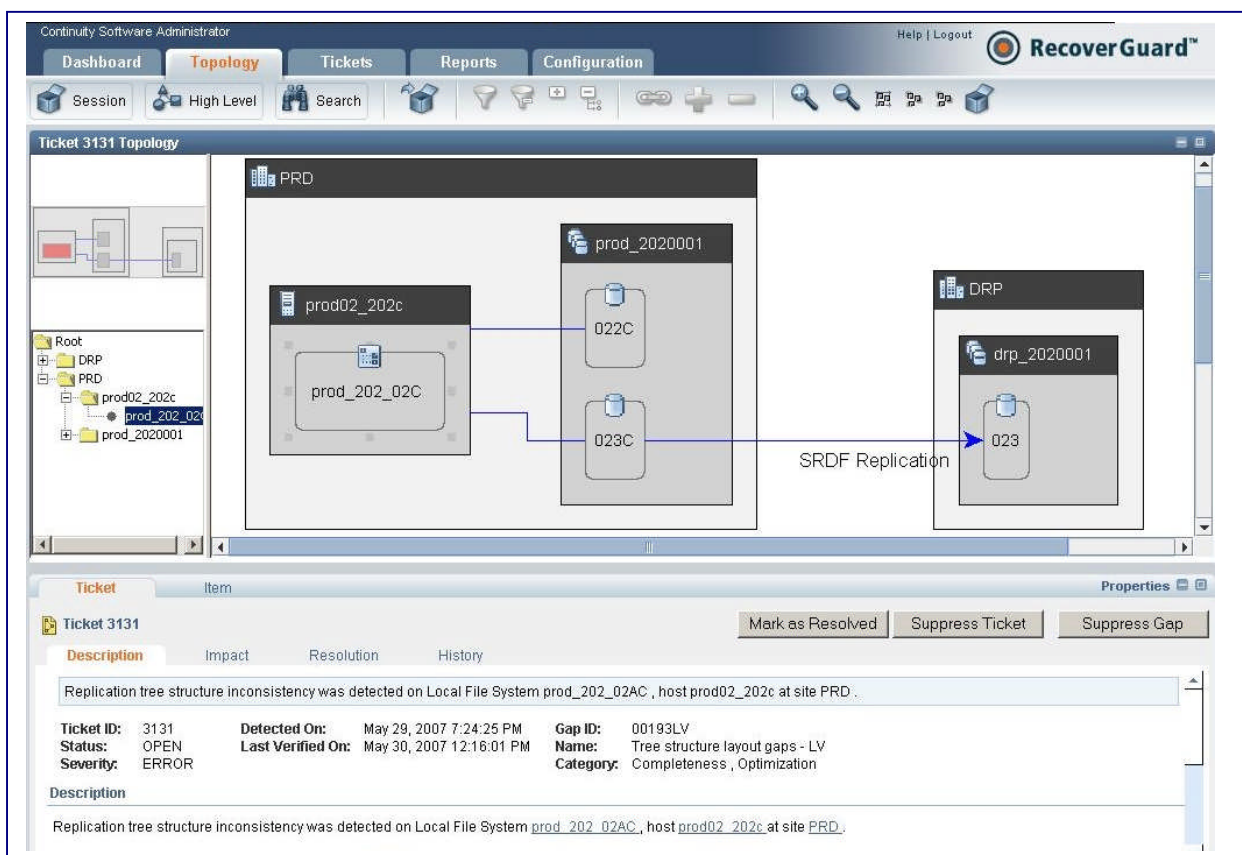 Continuity Software Administrator
Help | Logout
RecoverGuard™
Dashboard Topology Tickets Reports Configuration
Session High Level Search
Ticket 3131 Topology
PRD
prod_2020001
prod02_202c
022C
prod_202_02C
023C
SRDF Replication
DRP
drp_2020001
023
Root
DRP
PRD
prod02_202c
prod_202_02C
prod_2020001
Ticket Item Properties
Ticket 3131 Mark as Resolved Suppress Ticket Suppress Gap
Description Impact Resolution History
Replication tree structure inconsistency was detected on Local File System prod_202_02AC , host prod02_202c at site PRD .
Ticket ID: 3131 Detected On: May 29, 2007 7:24:25 PM Gap ID: 00193LV
Status: OPEN Last Verified On: May 30, 2007 12:16:01 PM Name: Tree structure layout gaps - LV
Severity: ERROR Category: Completeness , Optimization
Description
Replication tree structure inconsistency was detected on Local File System prod_202_02AC , host prod02_202c at site PRD .